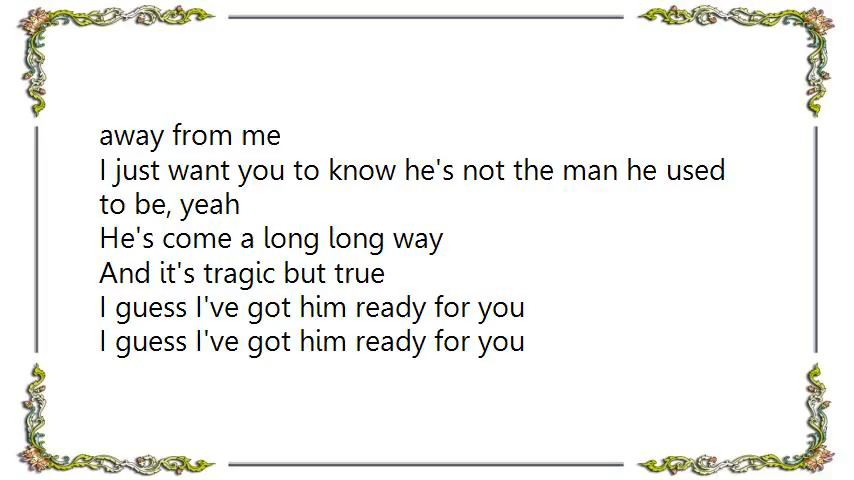 away from me
I just want you to know he's not the man he used
to be, yeah
He's come a long long way
And it's tragic but true
I guess I've got him ready for you
I guess I've got him ready for you